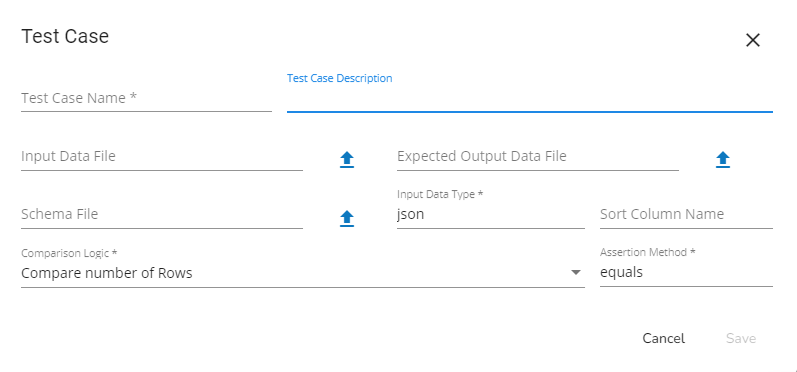 Test Case
Test Case Description
Test Case Name *
Input Data File
Expected Output Data File
Input Data Type *
Schema File
json
Sort Column Name
Comparison Logic *
Assertion Method *
Compare number of Rows
equals
Cancel
Save